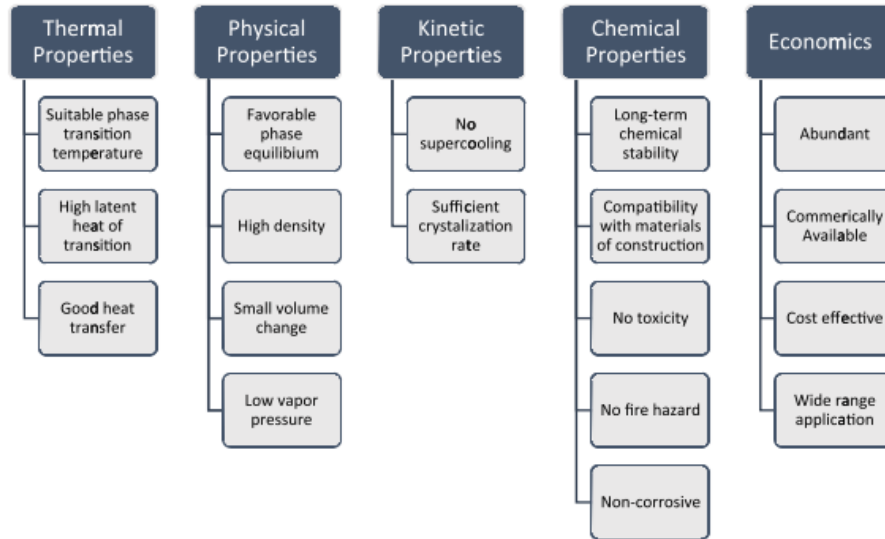 Thermal
Properties
Suitable phase
transition
temperature
High latent
heat of
transition
Good heat
transfer
Physical
Properties
Favorable
phase
equilibium
High density
Small volume
change
Low vapor
pressure
Kinetic
Properties
No
supercooling
Sufficient
crystalization
rate
Chemical
Properties
Long-term
chemical
stability
Compatibility
with materials
of construction
No toxicity
No fire hazard
Non-corrosive
Economics
Abundant
Commerically
Available
Cost effective
Wide range
application